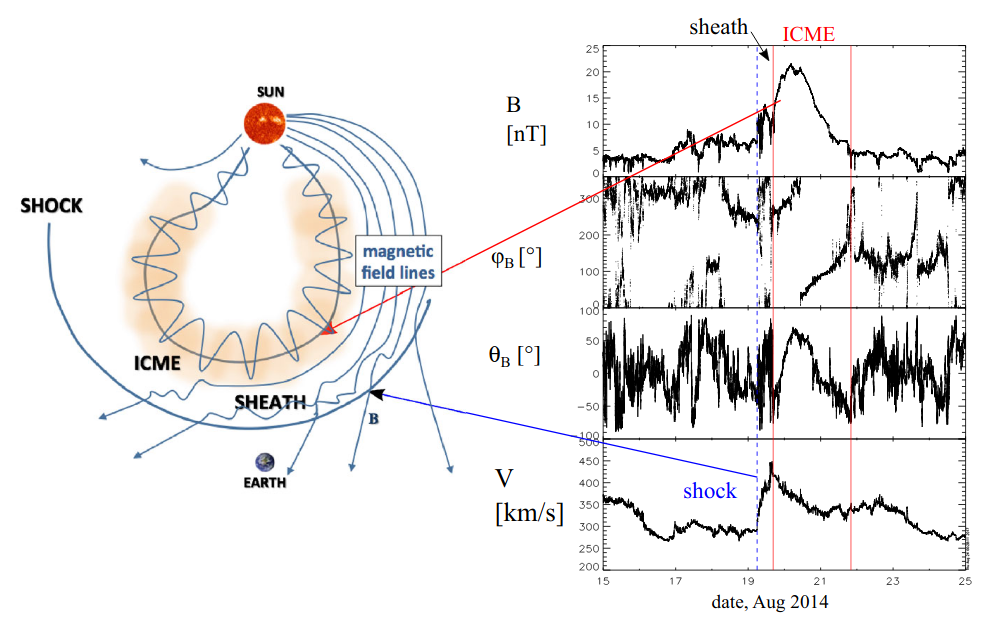 SUN
SHOCK
magnetic
field lines
ICME
SHEATH
B
EARTH
sheath
ICME
B
[nT]
25
20
15
10
5
0
φB [°]
300
200
100
0
θB [°]
100
50
0
−50
100
V
[km/s]
shock
500
450
400
350
300
250
200
15 17 19 21 23 25
date, Aug 2014